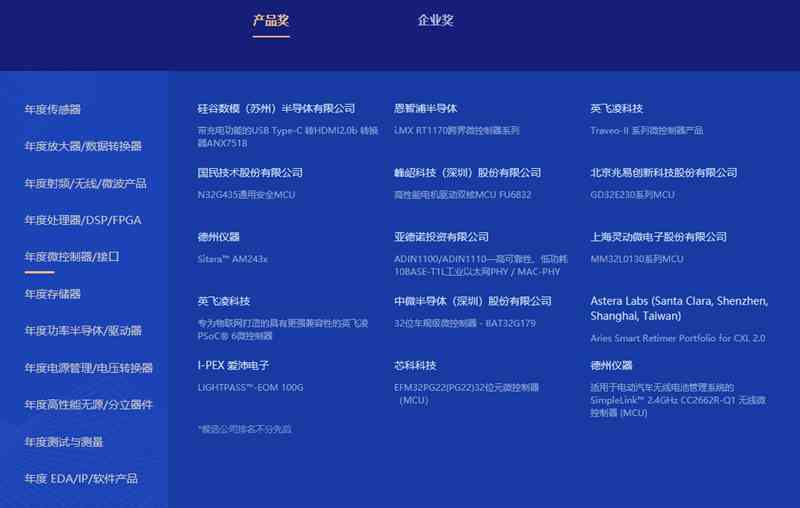 产品奖
企业奖
年度传感器
年度放大器/数据转换器
年度射频/无线/微波产品
年度处理器/DSP/FPGA
年度微控制器/接口
年度存储器
年度功率半导体/驱动器
年度电源管理/电压转换器
年度高性能无源/分立器件
年度测试与测量
年度 EDA/IP/软件产品
硅谷数模（苏州）半导体有限公司
带充电功能的USB Type-C 转HDMI2.0b 转换
器ANX7518
恩智浦半导体
i.MX RT1170跨界微控制器系列
英飞凌科技
Traveo-II 系列微控制器产品
国民技术股份有限公司
N32G435通用安全MCU
峰岹科技（深圳）股份有限公司
高性能电机驱动双核MCU FU6832
北京兆易创新科技股份有限公司
GD32E230系列MCU
德州仪器
Sitara™ AM243x
亚德诺投资有限公司
ADIN1100/ADIN1110—高可靠性、低功耗
10BASE-T1L工业以太网PHY / MAC-PHY
上海灵动微电子股份有限公司
MM32L0130系列MCU
英飞凌科技
专为物联网打造的具有更强兼容性的英飞凌
PSoC® 6微控制器
中微半导体（深圳）股份有限公司
32位车规级微控制器 - BAT32G179
Astera Labs (Santa Clara, Shenzhen,
Shanghai, Taiwan)
Aries Smart Retimer Portfolio for CXL 2.0
I-PEX 爱沛电子
LIGHTPASS™-EOM 100G
芯科科技
EFM32PG22(PG22)32位元微控制器
（MCU）
德州仪器
适用于电动汽车无线电池管理系统的
SimpleLink™ 2.4GHz CC2662R-Q1 无线微
控制器 (MCU)
*候选公司排名不分先后